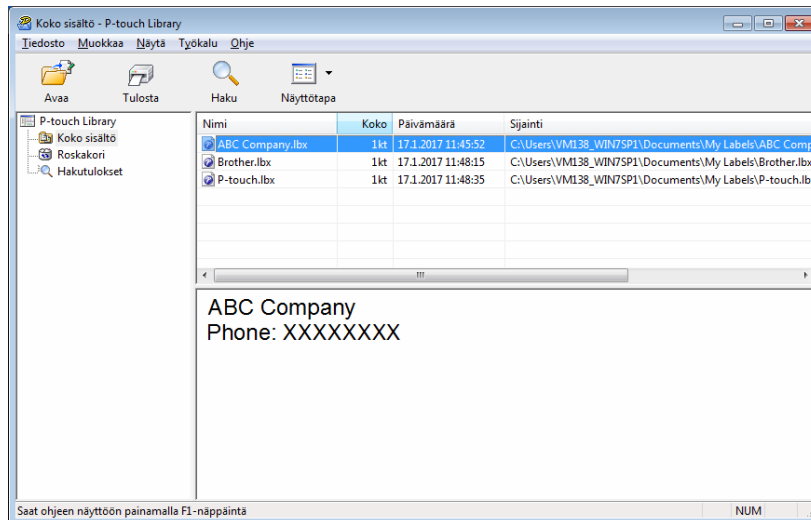 Koko sisältö - P-touch Library
Tiedosto Muokkaa Näytä Työkalu Ohje
Avaa Tulosta Haku Näyttötapa
P-touch Library
Koko sisältö
Roskakori
Hakutulokset
Nimi Koko Päivämäärä Sijainti
ABC Company.lbx 1kt 17.1.2017 11:45:52 C:\Users\VM138_WIN7SP1\Documents\My Labels\ABC Comp
Brother.lbx 1kt 17.1.2017 11:48:15 C:\Users\VM138_WIN7SP1\Documents\My Labels\Brother.lbx
P-touch.lbx 1kt 17.1.2017 11:48:35 C:\Users\VM138_WIN7SP1\Documents\My Labels\P-touch.lb
ABC Company
Phone: XXXXXXXX
Saat ohjeen näyttöön painamalla F1-näppäintä NUM